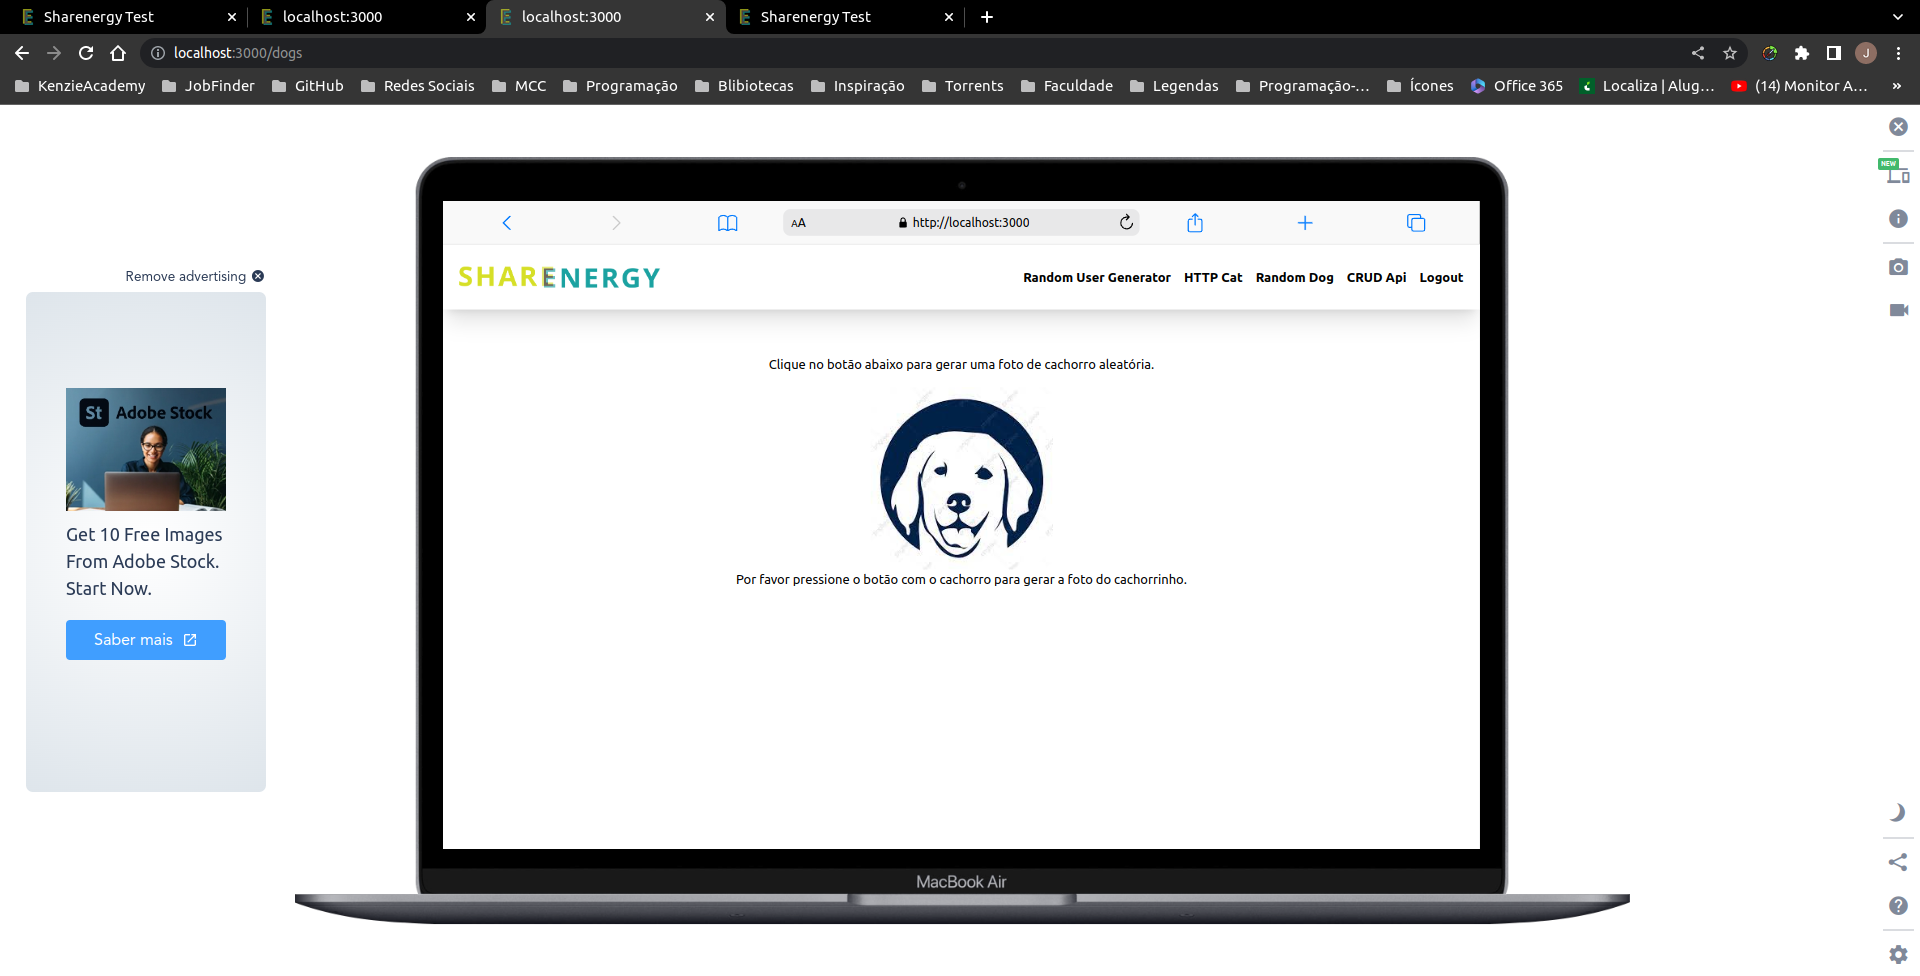 Sharenergy Test
localhost:3000
localhost:3000
Sharenergy Test
localhost:3000/dogs
J
KenzieAcademy JobFinder GitHub Redes Sociais MCC Programação Blibiotecas Inspiração Torrents Faculdade Legendas Programação-... Ícones Office 365 Localiza | Alug... (14) Monitor A... »
NEW
AA http://localhost:3000
SHARENERGY
Random User Generator HTTP Cat Random Dog CRUD Api Logout
Remove advertising
St Adobe Stock
Get 10 Free Images
From Adobe Stock.
Start Now.
Saber mais
Clique no botão abaixo para gerar uma foto de cachorro aleatória.
Por favor pressione o botão com o cachorro para gerar a foto do cachorrinho.
MacBook Air